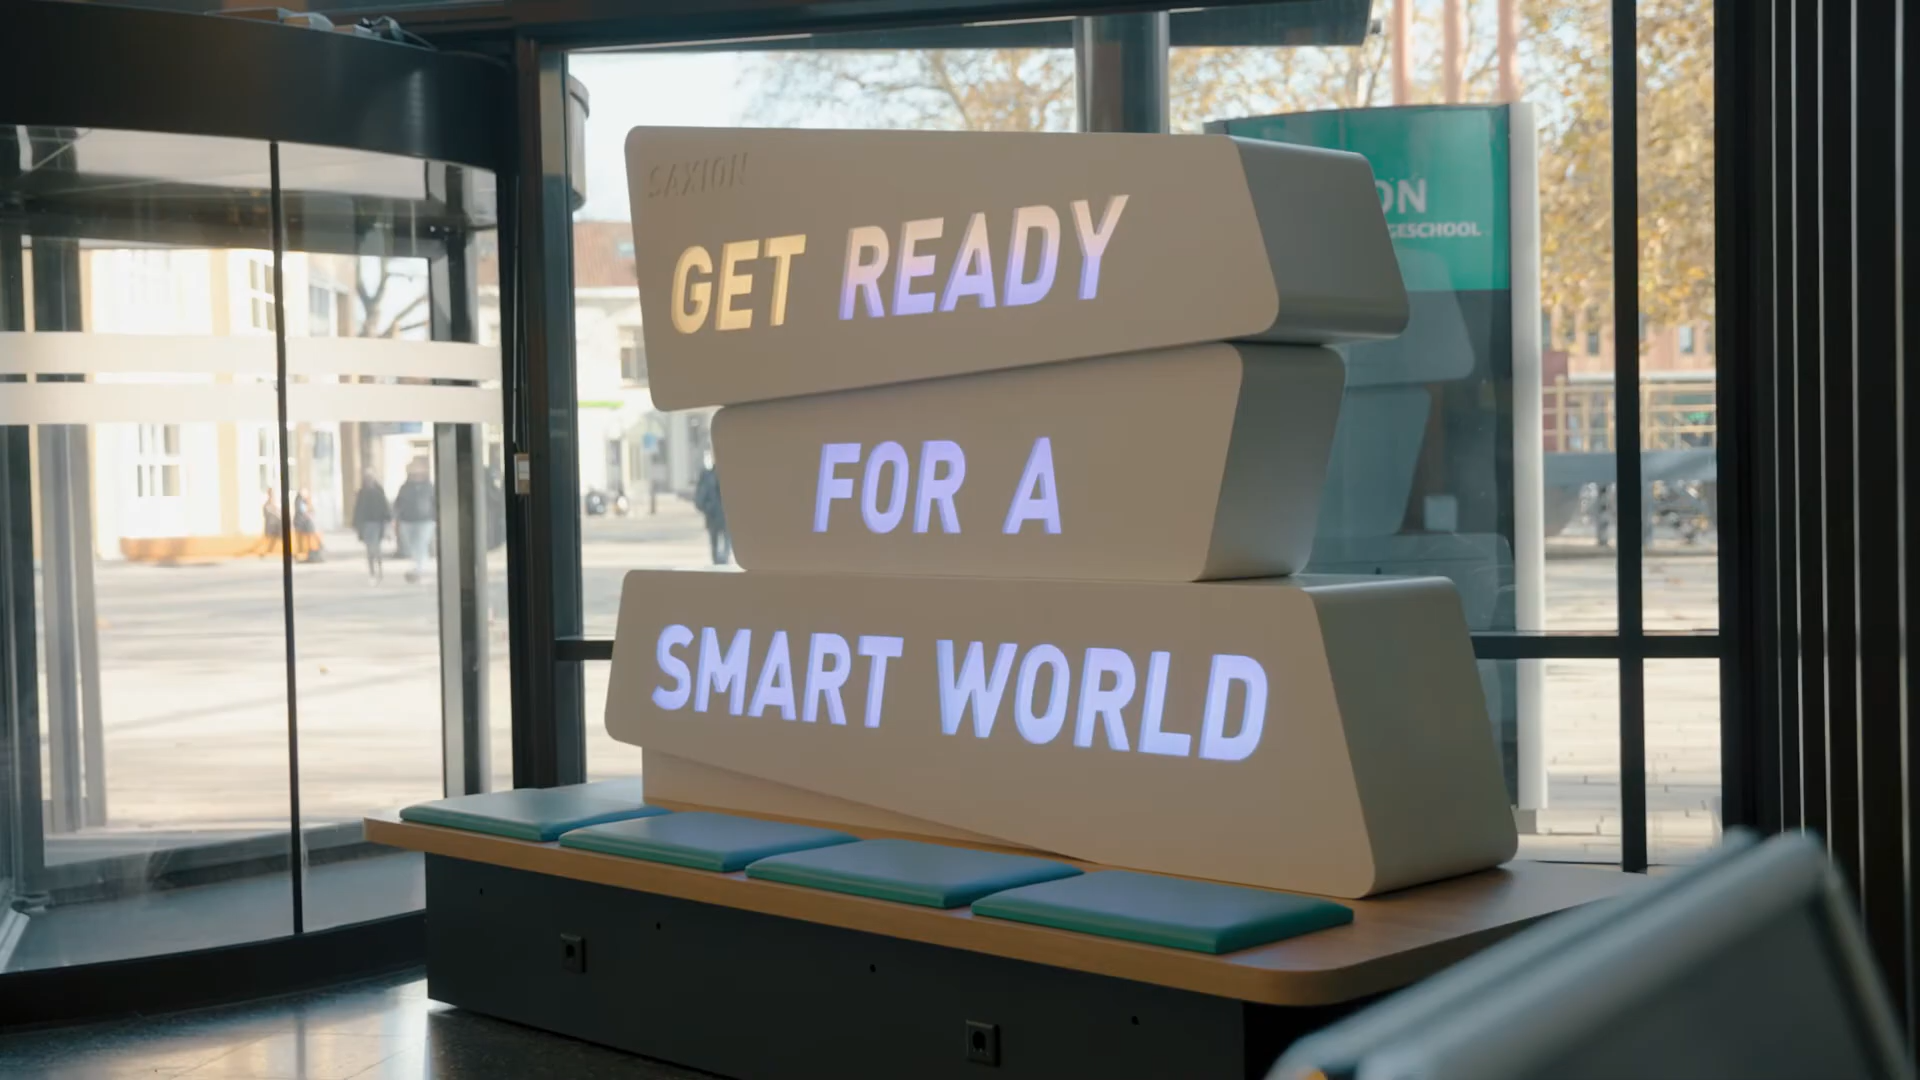 SAXION
GET READY
FOR A
SMART WORLD
ON
GESCHOOL